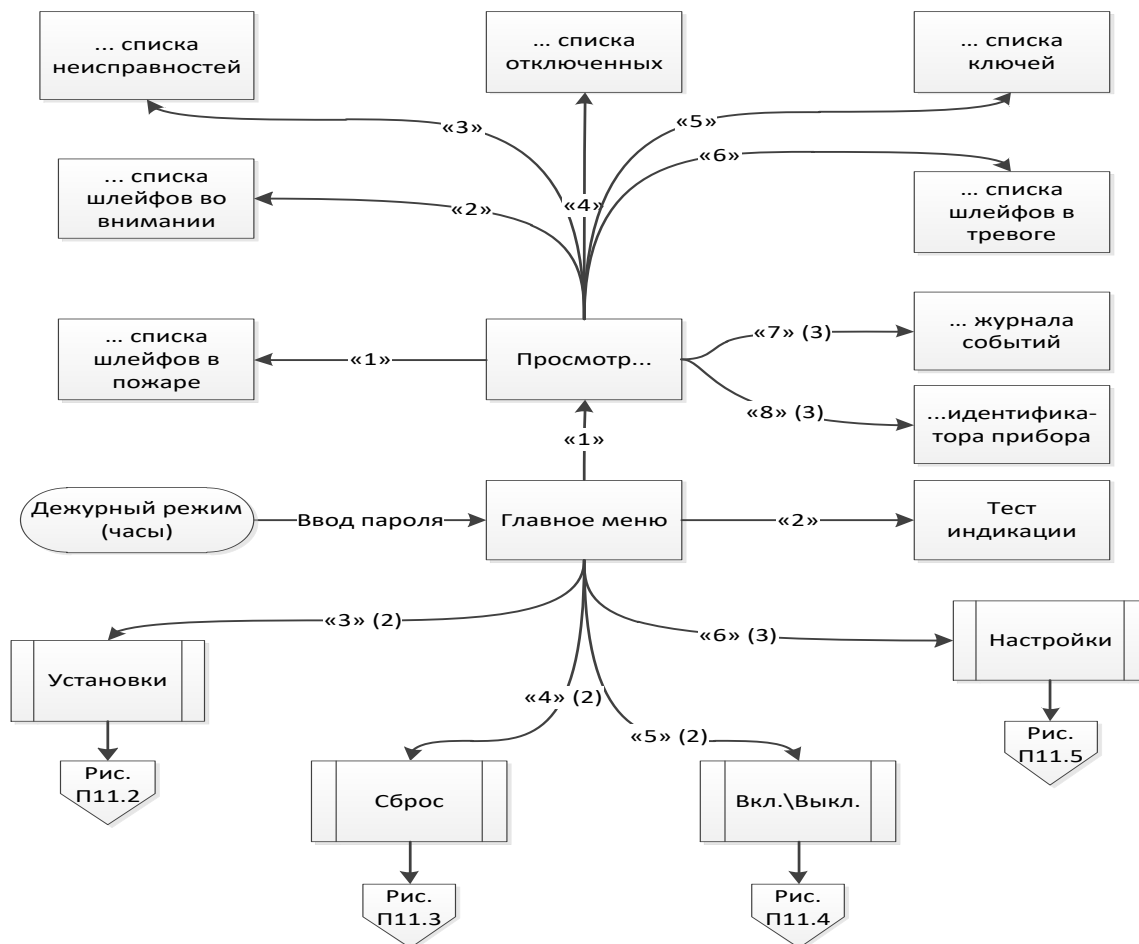 ... списка
неисправностей
... списка
отключенных
... списка
ключей
«3»
«5»
«6»
... списка
шлейфов во
внимании
«2»
«4»
... списка
шлейфов в
тревоге
... списка
шлейфов в
пожаре
«1»
Просмотр...
«7» (3)
... журнала
событий
«8» (3)
...идентифика-
тора прибора
«1»
Дежурный режим
(часы)
Ввод пароля
Главное меню
«2»
Тест
индикации
«3» (2)
«6» (3)
Настройки
Установки
«4» (2)
«5» (2)
Рис.
П11.5
Рис.
П11.2
Сброс
Вкл.\Выкл.
Рис.
П11.3
Рис.
П11.4